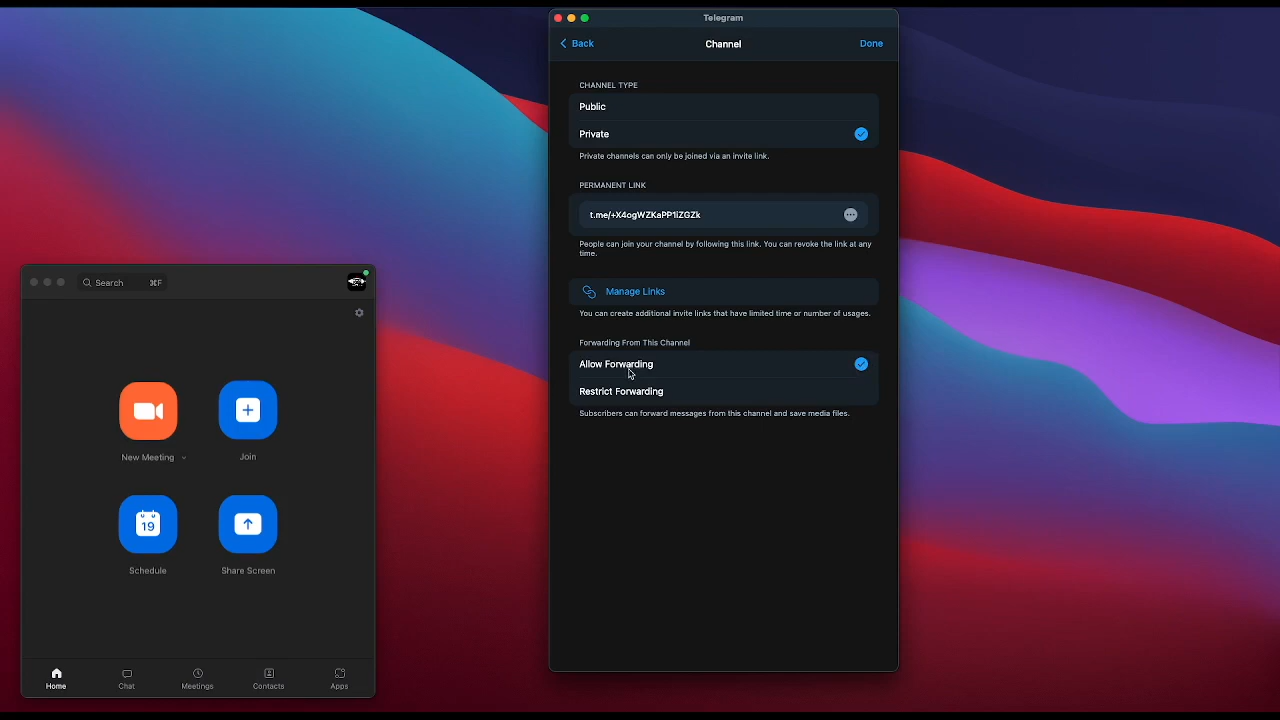 Telegram
Back
Channel
Done
CHANNEL TYPE
Public
Private
Private channels can only be joined via an invite link.
PERMANENT LINK
t.me/+X4ogWZKaPP1iZGZk
People can join your channel by following this link. You can revoke the link at any
time.
Manage Links
You can create additional invite links that have limited time or number of usages.
Forwarding From This Channel
Allow Forwarding
Restrict Forwarding
Subscribers can forward messages from this channel and save media files.
Search ⌘F
New Meeting
Join
19
Schedule
Share Screen
Home
Chat
Meetings
Contacts
Apps